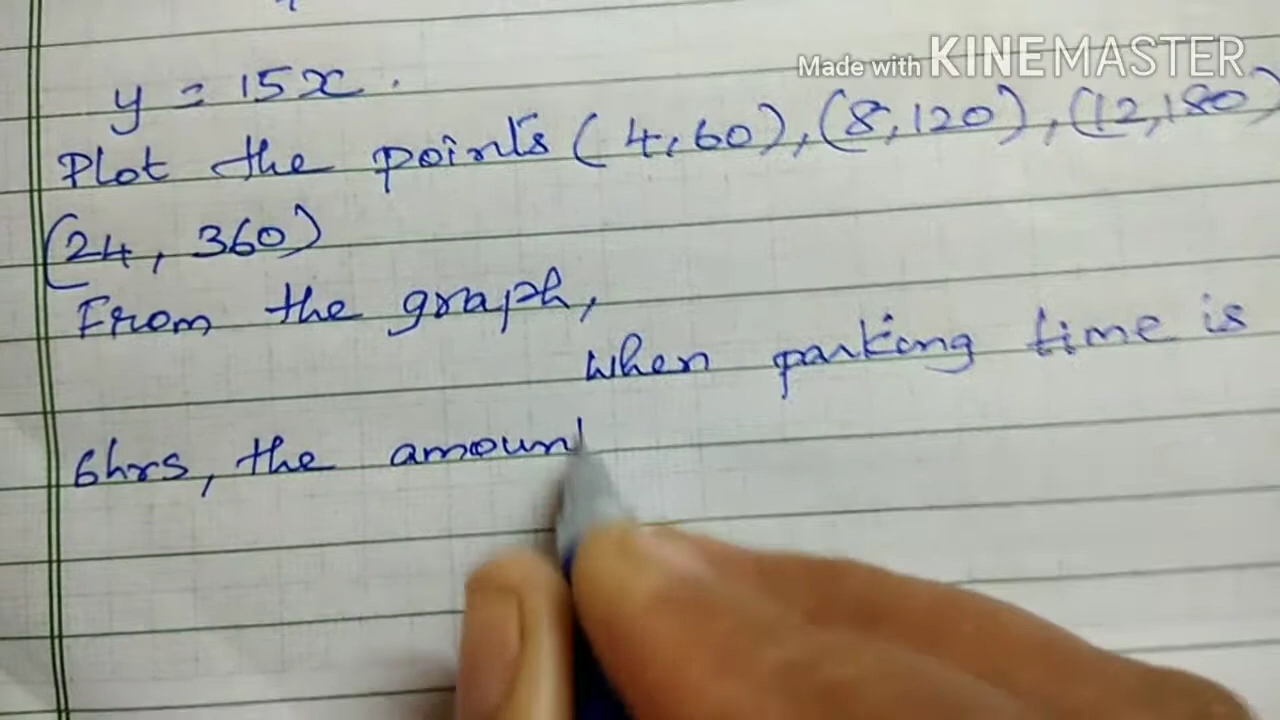 Made with KINEMASTER
y = 15x.
Plot the points (4,60), (8,120), (12,180)
(24, 360)
From the graph,
when parking time is
6hrs, the amount